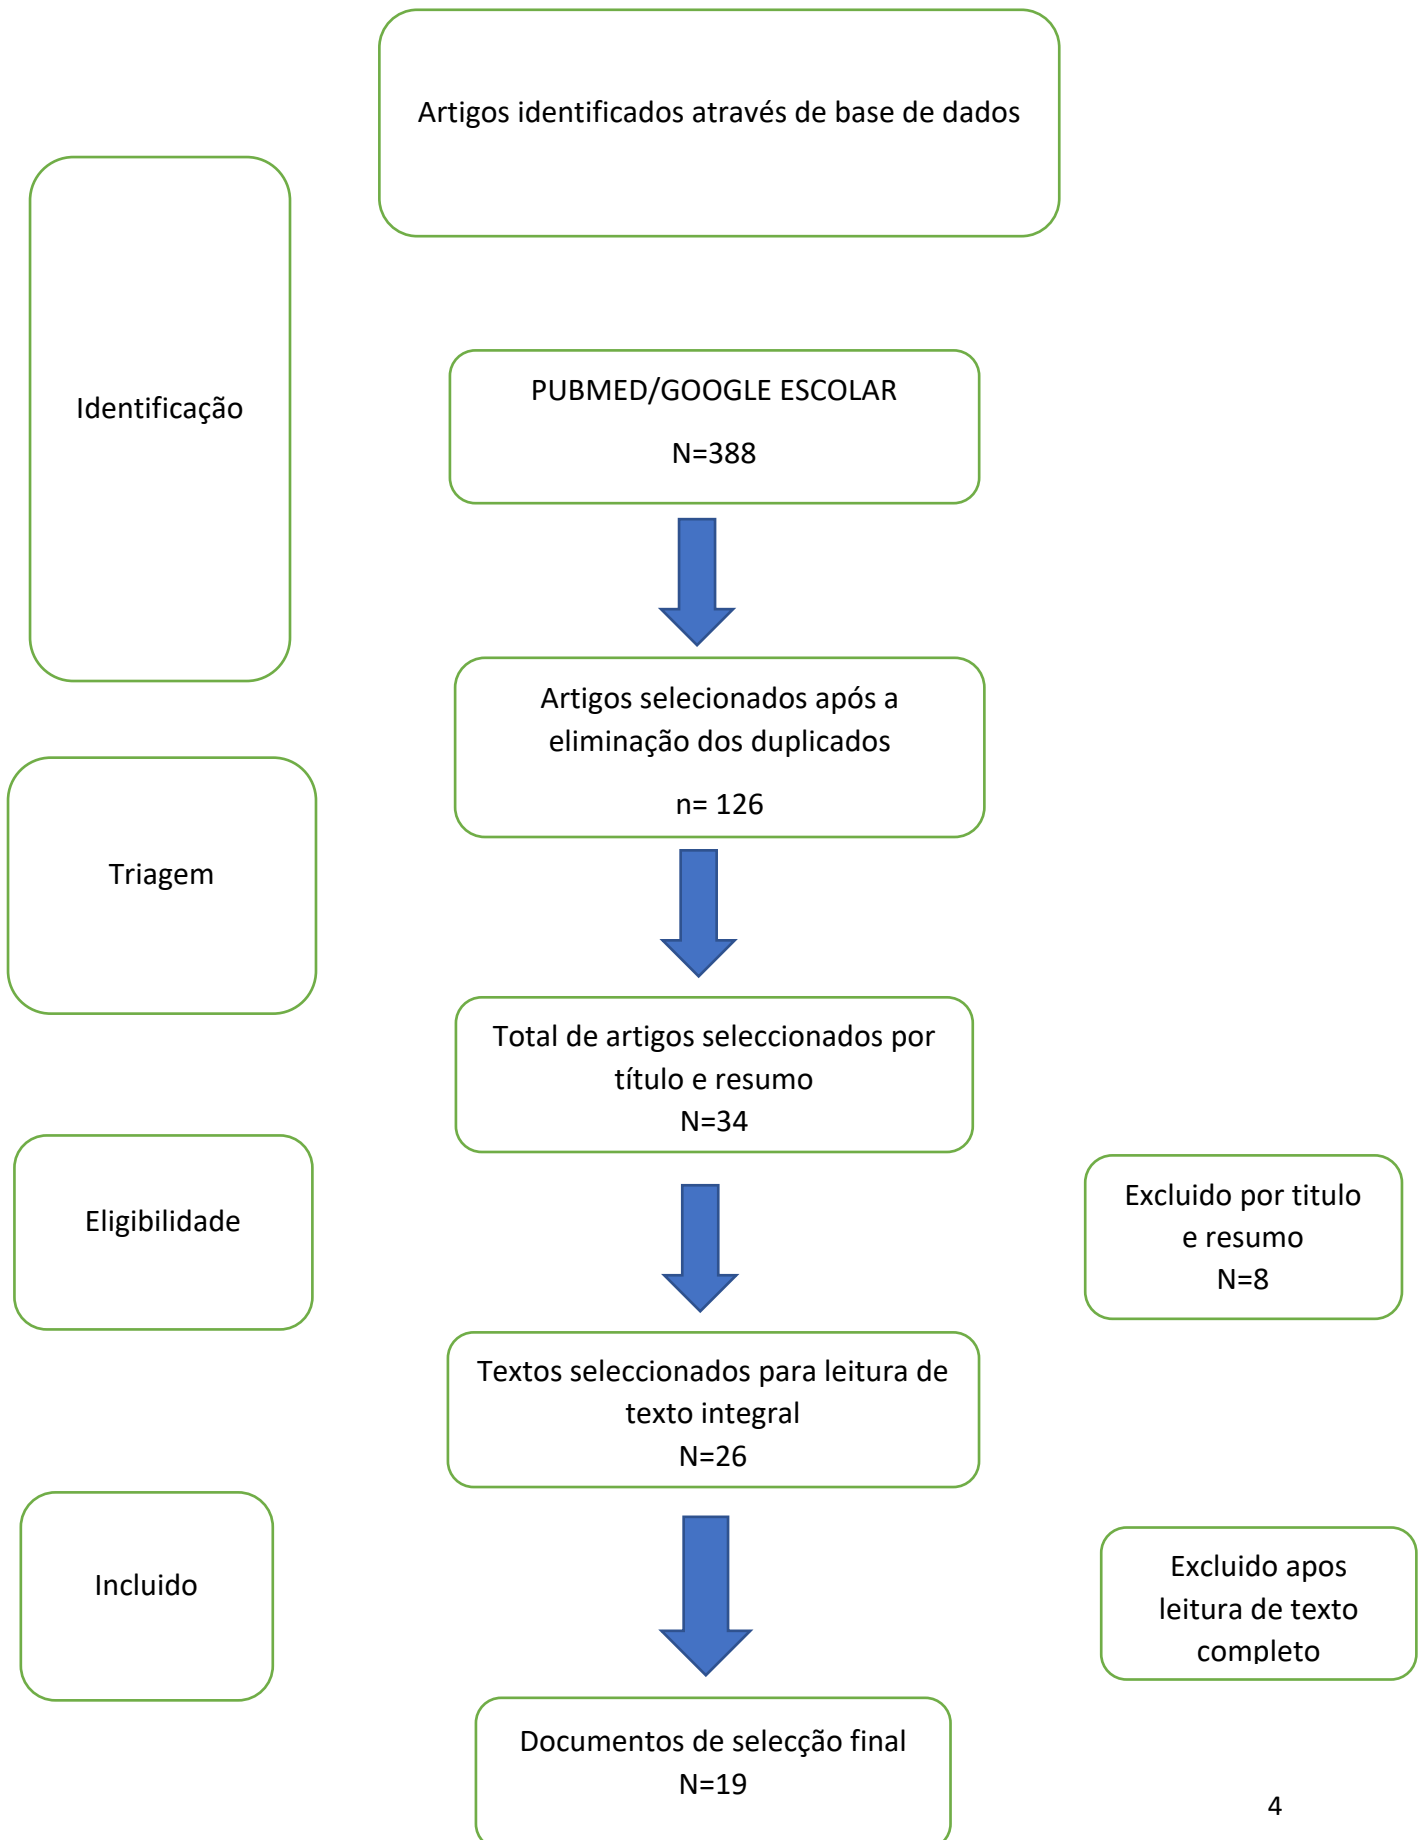 Artigos identificados através de base de dados
Identificação
PUBMED/GOOGLE ESCOLAR
N=388
Artigos selecionados após a
eliminação dos duplicados
n= 126
Triagem
Total de artigos seleccionados por
título e resumo
N=34
Eligibilidade
Excluido por titulo
e resumo
N=8
Textos seleccionados para leitura de
texto integral
N=26
Incluido
Excluido apos
leitura de texto
completo
Documentos de selecção final
N=19
4